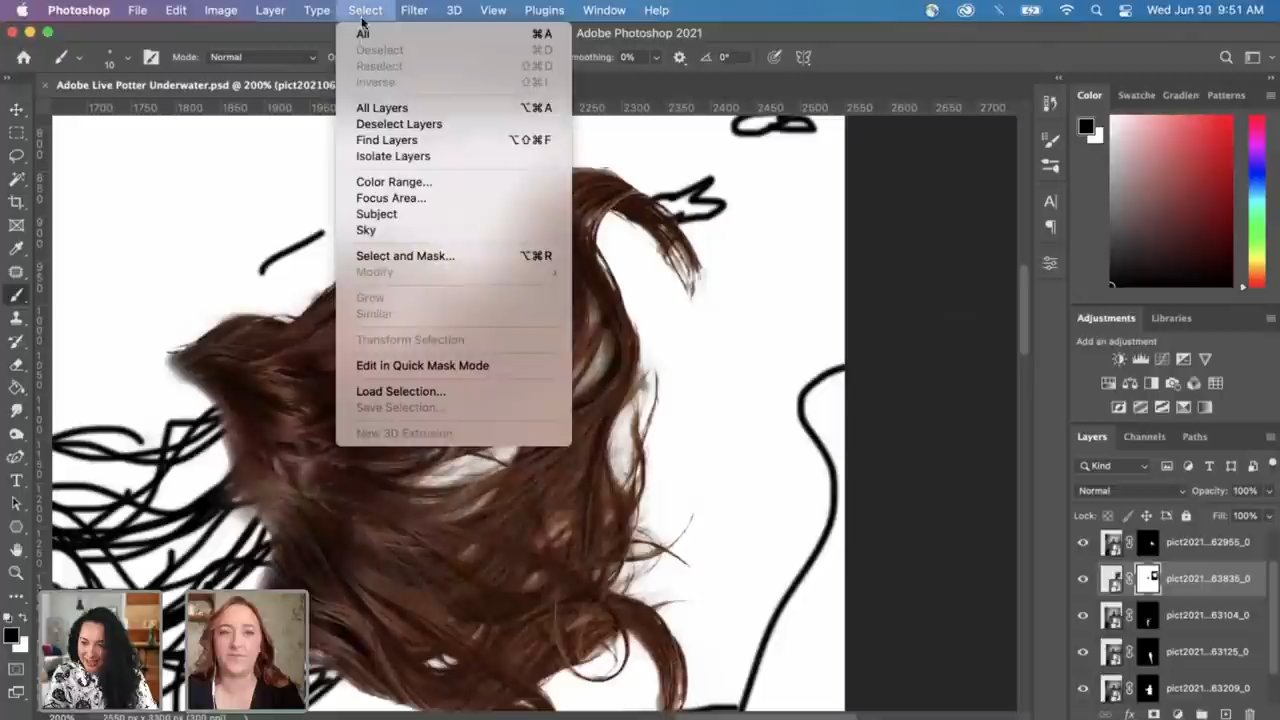 Photoshop File Edit Image Layer Type Select Filter 3D View Plugins Window Help Wed Jun 30 9:51 AM
Adobe Photoshop 2021
10 Mode: Normal moothing: 0% 0°
× Adobe Live Potter Underwater.psd @ 200% (pict202106
1700 1750 1800 1850 1900 1950 2250 2300 2350 2400 2450 2500 2550 2600 2650 2700
All ⌘A
Deselect ⌘D
Reselect ⇧⌘D
Inverse ⇧⌘I
All Layers ⌥⌘A
Deselect Layers
Find Layers ⌥⇧⌘F
Isolate Layers
Color Range...
Focus Area...
Subject
Sky
Select and Mask... ⌥⌘R
Modify ›
Grow
Similar
Transform Selection
Edit in Quick Mask Mode
Load Selection...
Save Selection...
New 3D Extrusion
Color Swatche Gradien Patterns
Adjustments Libraries
Add an adjustment
Layers Channels Paths
Kind
Normal Opacity: 100%
Lock: Fill: 100%
pict2021...62955_0
pict2021...63835_0
pict2021...63104_0
pict2021...63125_0
pict2021...63209_0
200% 2550 px x 3300 px (300 ppi)